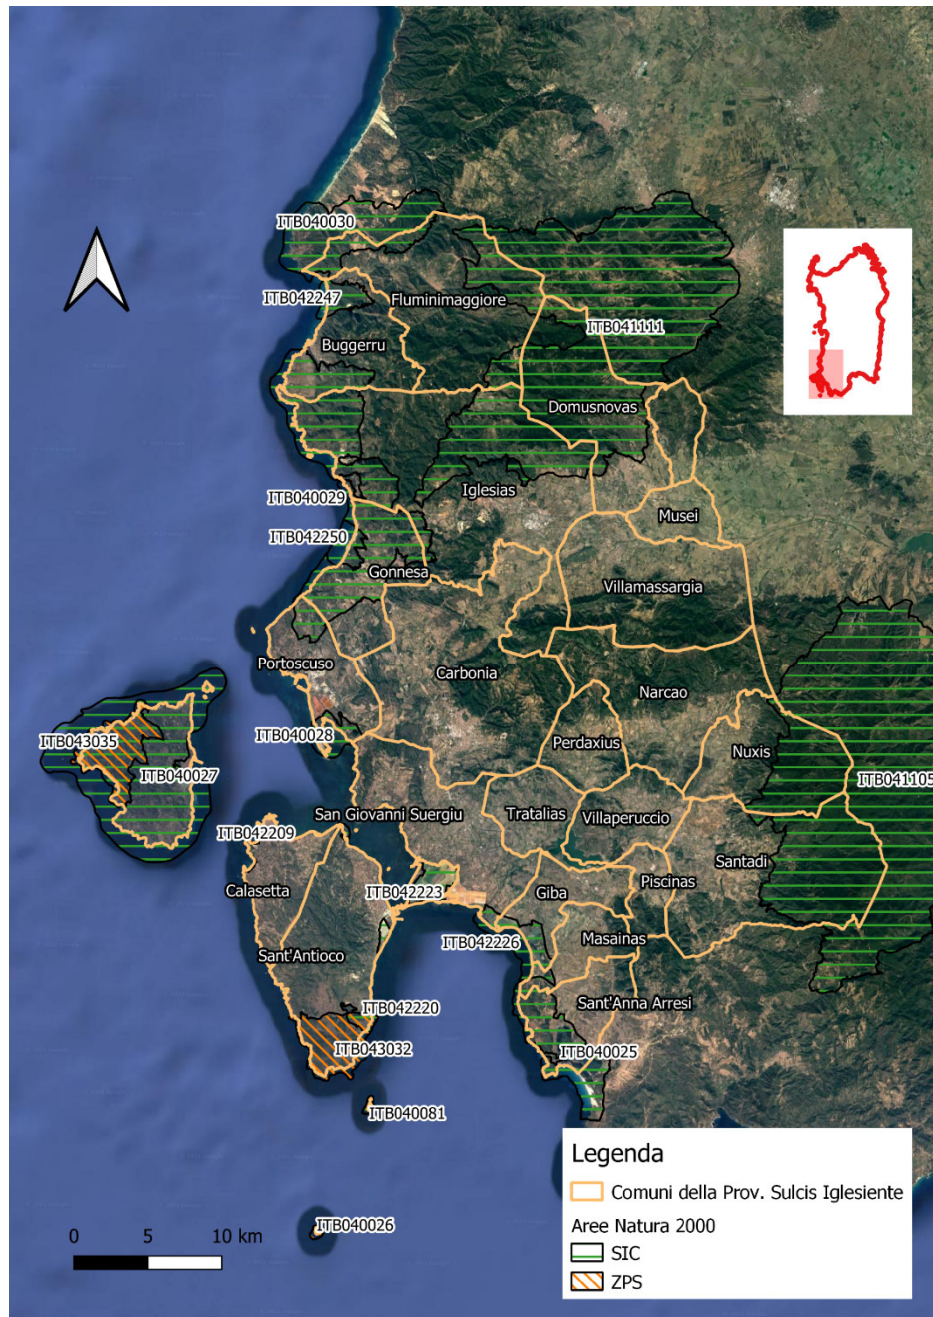 ITB040030
ITB042247
Fluminimaggiore
ITB041111
Buggerru
Domusnovas
Iglesias
ITB040029
Musei
ITB042250
Gonnesa
Villamassargia
Portoscuso
Carbonia
Narcao
ITB040028
ITB043035
Perdaxius
Nuxis
ITB040027
ITB041105
San Giovanni Suergiu
Tratalias
Villaperuccio
ITB042209
Santadi
Calasetta
ITB042223
Giba
Piscinas
Masainas
ITB042226
Sant'Antioco
Sant'Anna Arresi
ITB042220
ITB043032
ITB040025
ITB040081
ITB040026
Legenda
Comuni della Prov. Sulcis Iglesiente
Aree Natura 2000
SIC
ZPS
0 5 10 km